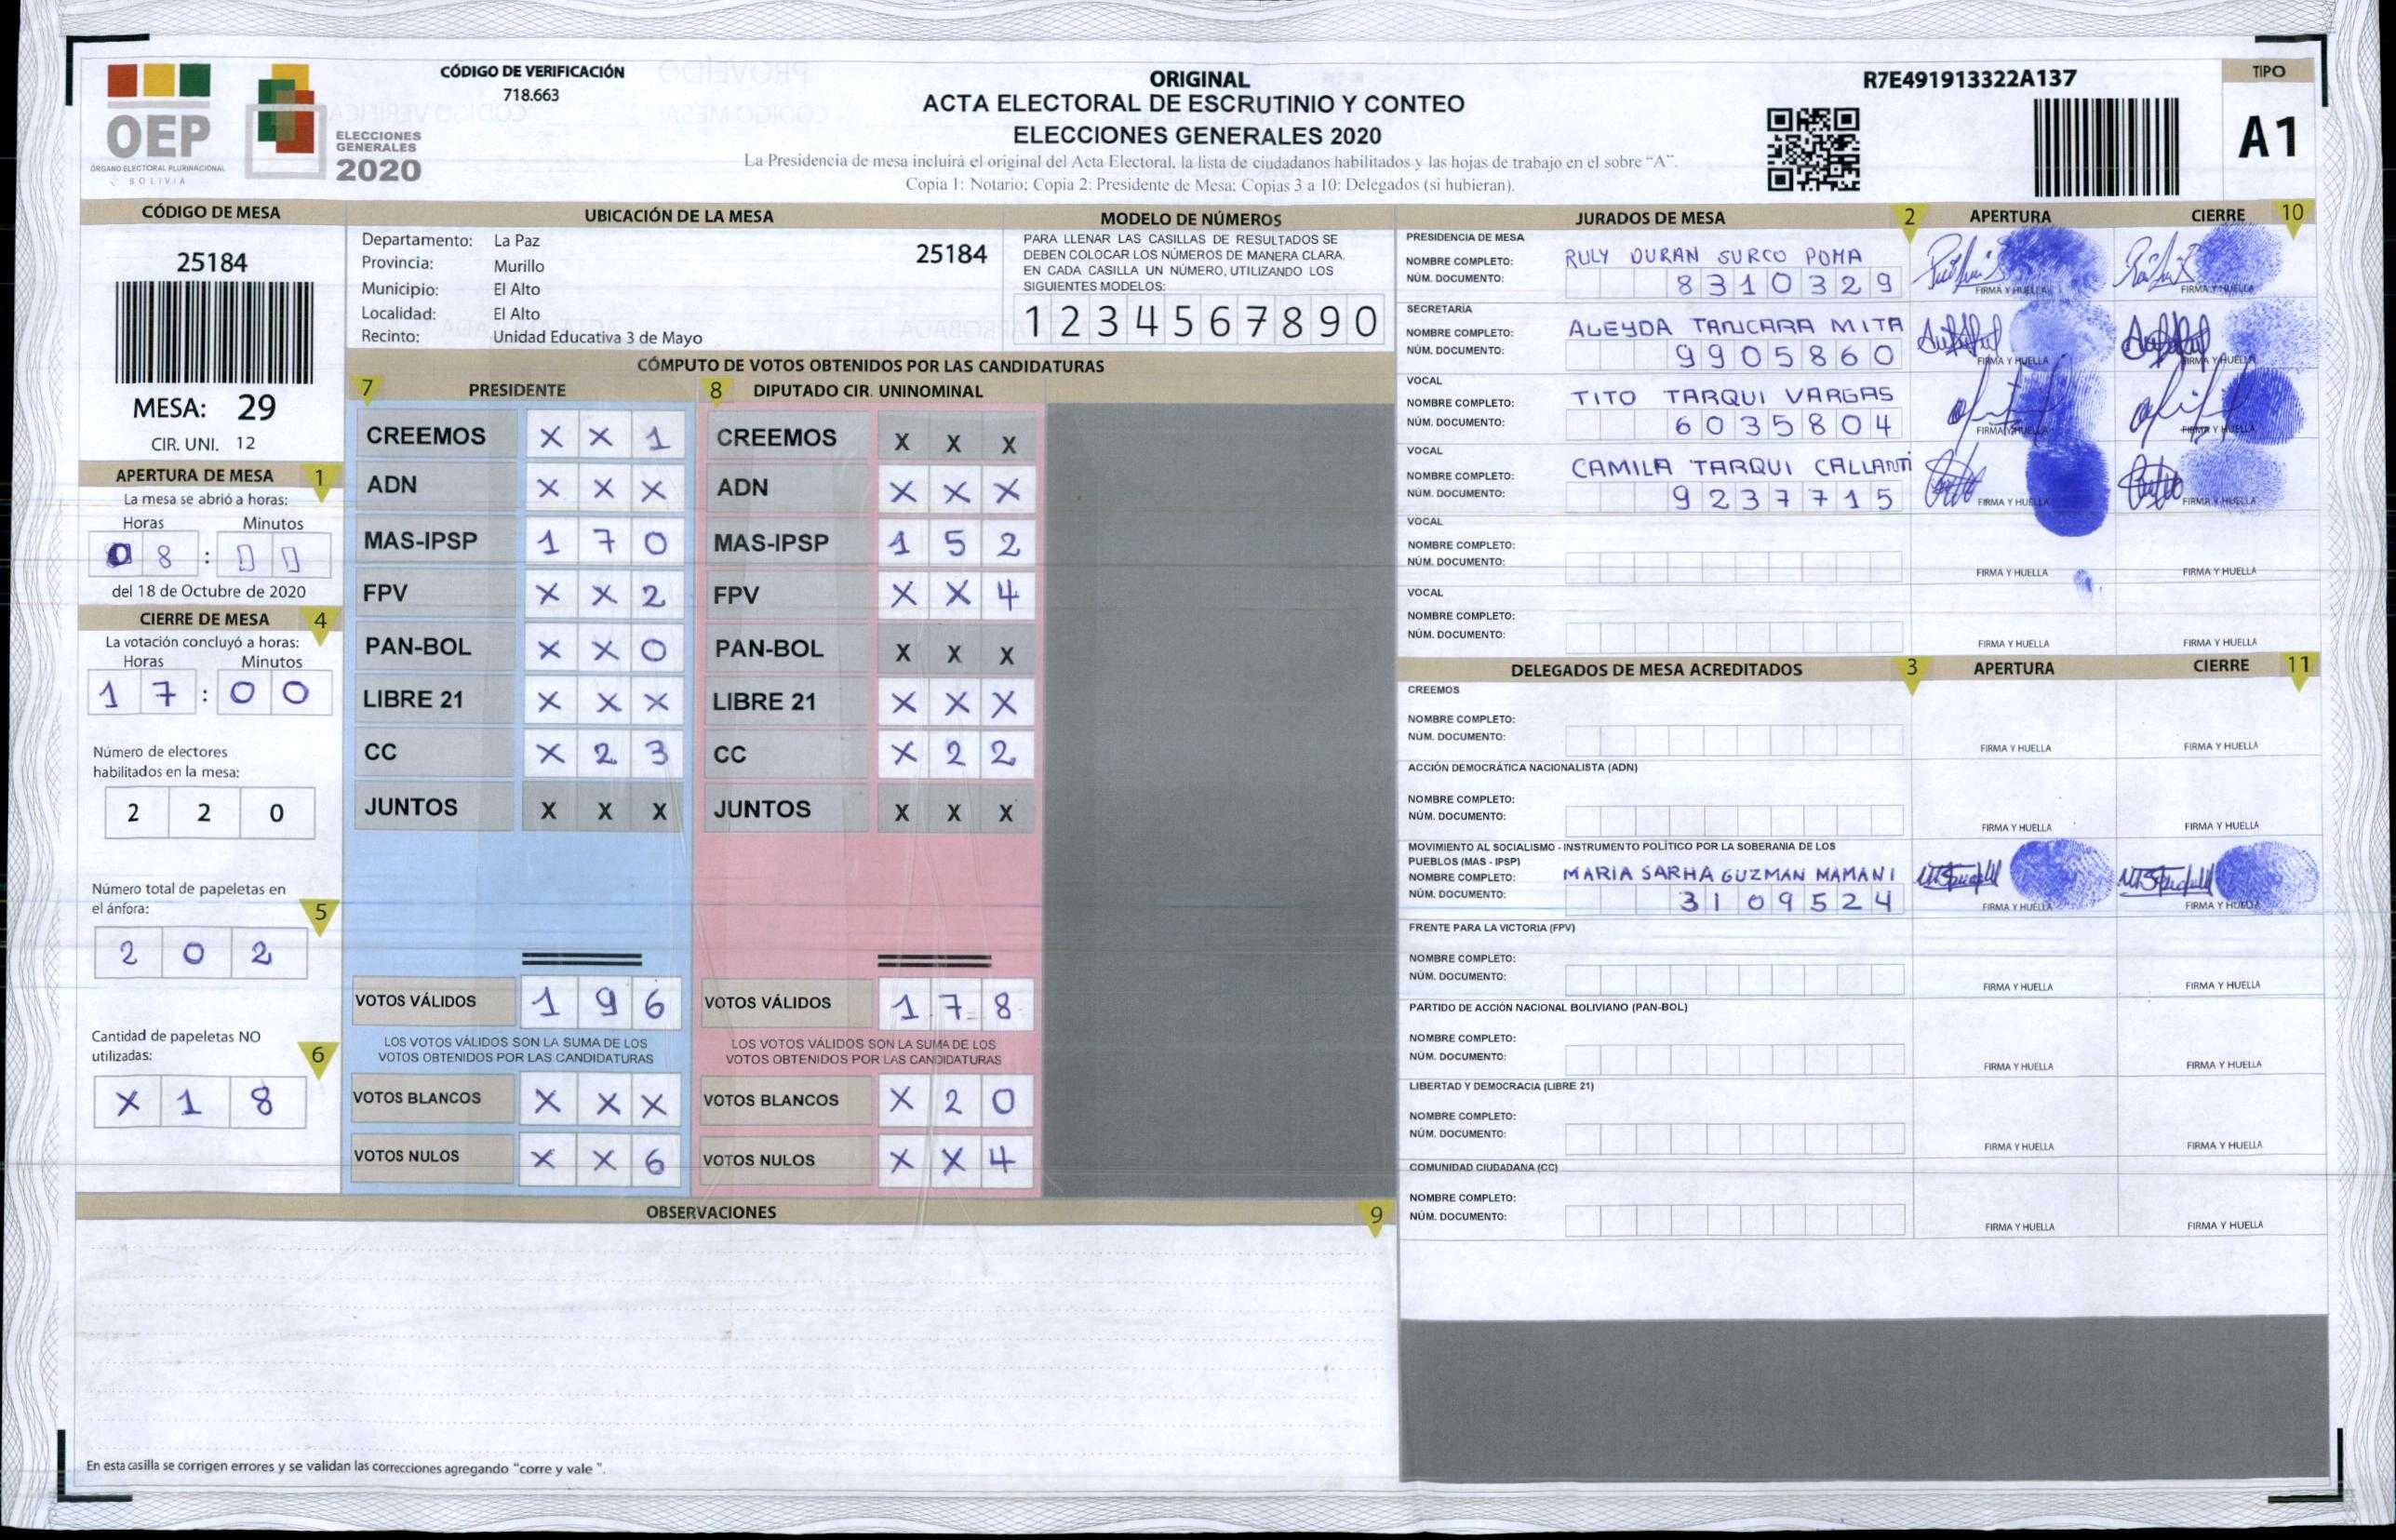 OEP
ÓRGANO ELECTORAL PLURINACIONAL
BOLIVIA
ELECCIONES
GENERALES
2020
CÓDIGO DE VERIFICACIÓN
718.663
ORIGINAL
ACTA ELECTORAL DE ESCRUTINIO Y CONTEO
ELECCIONES GENERALES 2020
La Presidencia de mesa incluirá el original del Acta Electoral, la lista de ciudadanos habilitados y las hojas de trabajo en el sobre “A”.
Copia 1: Notario; Copia 2: Presidente de Mesa; Copias 3 a 10: Delegados (si hubieran).
R7E491913322A137
TIPO
A1
CÓDIGO DE MESA
25184
MESA: 29
CIR. UNI. 12
APERTURA DE MESA 1
La mesa se abrió a horas:
Horas Minutos
08 : 00
del 18 de Octubre de 2020
CIERRE DE MESA 4
La votación concluyó a horas:
Horas Minutos
17 : 00
Número de electores
habilitados en la mesa:
2 2 0
Número total de papeletas en
el ánfora: 5
2 0 2
Cantidad de papeletas NO
utilizadas: 6
X 1 8
UBICACIÓN DE LA MESA
Departamento: La Paz 25184
Provincia: Murillo
Municipio: El Alto
Localidad: El Alto
Recinto: Unidad Educativa 3 de Mayo
MODELO DE NÚMEROS
PARA LLENAR LAS CASILLAS DE RESULTADOS SE
DEBEN COLOCAR LOS NÚMEROS DE MANERA CLARA.
EN CADA CASILLA UN NÚMERO, UTILIZANDO LOS
SIGUIENTES MODELOS:
1 2 3 4 5 6 7 8 9 0
CÓMPUTO DE VOTOS OBTENIDOS POR LAS CANDIDATURAS
7 PRESIDENTE 8 DIPUTADO CIR. UNINOMINAL
CREEMOS X X 1 CREEMOS X X X
ADN X X X ADN X X X
MAS-IPSP 1 7 0 MAS-IPSP 1 5 2
FPV X X 2 FPV X X 4
PAN-BOL X X 0 PAN-BOL X X X
LIBRE 21 X X X LIBRE 21 X X X
CC X 2 3 CC X 2 2
JUNTOS X X X JUNTOS X X X
VOTOS VÁLIDOS 1 9 6 VOTOS VÁLIDOS 1 7 8
LOS VOTOS VÁLIDOS SON LA SUMA DE LOS LOS VOTOS VÁLIDOS SON LA SUMA DE LOS
VOTOS OBTENIDOS POR LAS CANDIDATURAS VOTOS OBTENIDOS POR LAS CANDIDATURAS
VOTOS BLANCOS X X X VOTOS BLANCOS X 2 0
VOTOS NULOS X X 6 VOTOS NULOS X X 4
OBSERVACIONES 9
En esta casilla se corrigen errores y se validan las correcciones agregando "corre y vale ".
JURADOS DE MESA 2 APERTURA CIERRE 10
PRESIDENCIA DE MESA
NOMBRE COMPLETO: RULY DURAN SURCO POMA
NÚM. DOCUMENTO: 8310329 FIRMA Y HUELLA FIRMA Y HUELLA
SECRETARÍA
NOMBRE COMPLETO: ALEYDA TANCARA MITA
NÚM. DOCUMENTO: 9905860 FIRMA Y HUELLA FIRMA Y HUELLA
VOCAL
NOMBRE COMPLETO: TITO TARQUI VARGAS
NÚM. DOCUMENTO: 6035804 FIRMA Y HUELLA FIRMA Y HUELLA
VOCAL
NOMBRE COMPLETO: CAMILA TARQUI CALLANTI
NÚM. DOCUMENTO: 9237715 FIRMA Y HUELLA FIRMA Y HUELLA
VOCAL
NOMBRE COMPLETO:
NÚM. DOCUMENTO: FIRMA Y HUELLA FIRMA Y HUELLA
VOCAL
NOMBRE COMPLETO:
NÚM. DOCUMENTO: FIRMA Y HUELLA FIRMA Y HUELLA
DELEGADOS DE MESA ACREDITADOS 3 APERTURA CIERRE 11
CREEMOS
NOMBRE COMPLETO:
NÚM. DOCUMENTO: FIRMA Y HUELLA FIRMA Y HUELLA
ACCIÓN DEMOCRÁTICA NACIONALISTA (ADN)
NOMBRE COMPLETO:
NÚM. DOCUMENTO: FIRMA Y HUELLA FIRMA Y HUELLA
MOVIMIENTO AL SOCIALISMO - INSTRUMENTO POLÍTICO POR LA SOBERANIA DE LOS
PUEBLOS (MAS - IPSP)
NOMBRE COMPLETO: MARIA SARHA GUZMAN MAMANI
NÚM. DOCUMENTO: 3109524 FIRMA Y HUELLA FIRMA Y HUELLA
FRENTE PARA LA VICTORIA (FPV)
NOMBRE COMPLETO:
NÚM. DOCUMENTO: FIRMA Y HUELLA FIRMA Y HUELLA
PARTIDO DE ACCIÓN NACIONAL BOLIVIANO (PAN-BOL)
NOMBRE COMPLETO:
NÚM. DOCUMENTO: FIRMA Y HUELLA FIRMA Y HUELLA
LIBERTAD Y DEMOCRACIA (LIBRE 21)
NOMBRE COMPLETO:
NÚM. DOCUMENTO: FIRMA Y HUELLA FIRMA Y HUELLA
COMUNIDAD CIUDADANA (CC)
NOMBRE COMPLETO:
NÚM. DOCUMENTO: FIRMA Y HUELLA FIRMA Y HUELLA